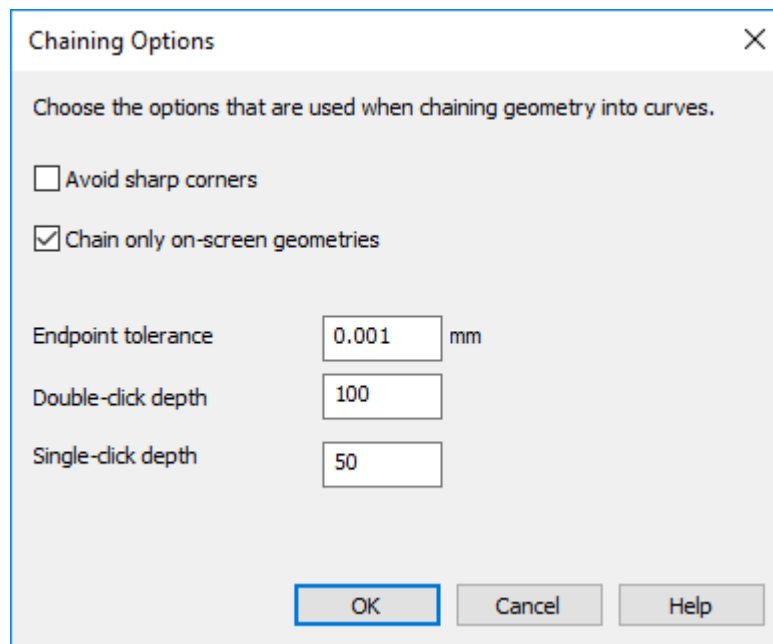 Chaining Options
Choose the options that are used when chaining geometry into curves.
Avoid sharp corners
Chain only on-screen geometries
Endpoint tolerance 0.001 mm
Double-click depth 100
Single-click depth 50
OK Cancel Help